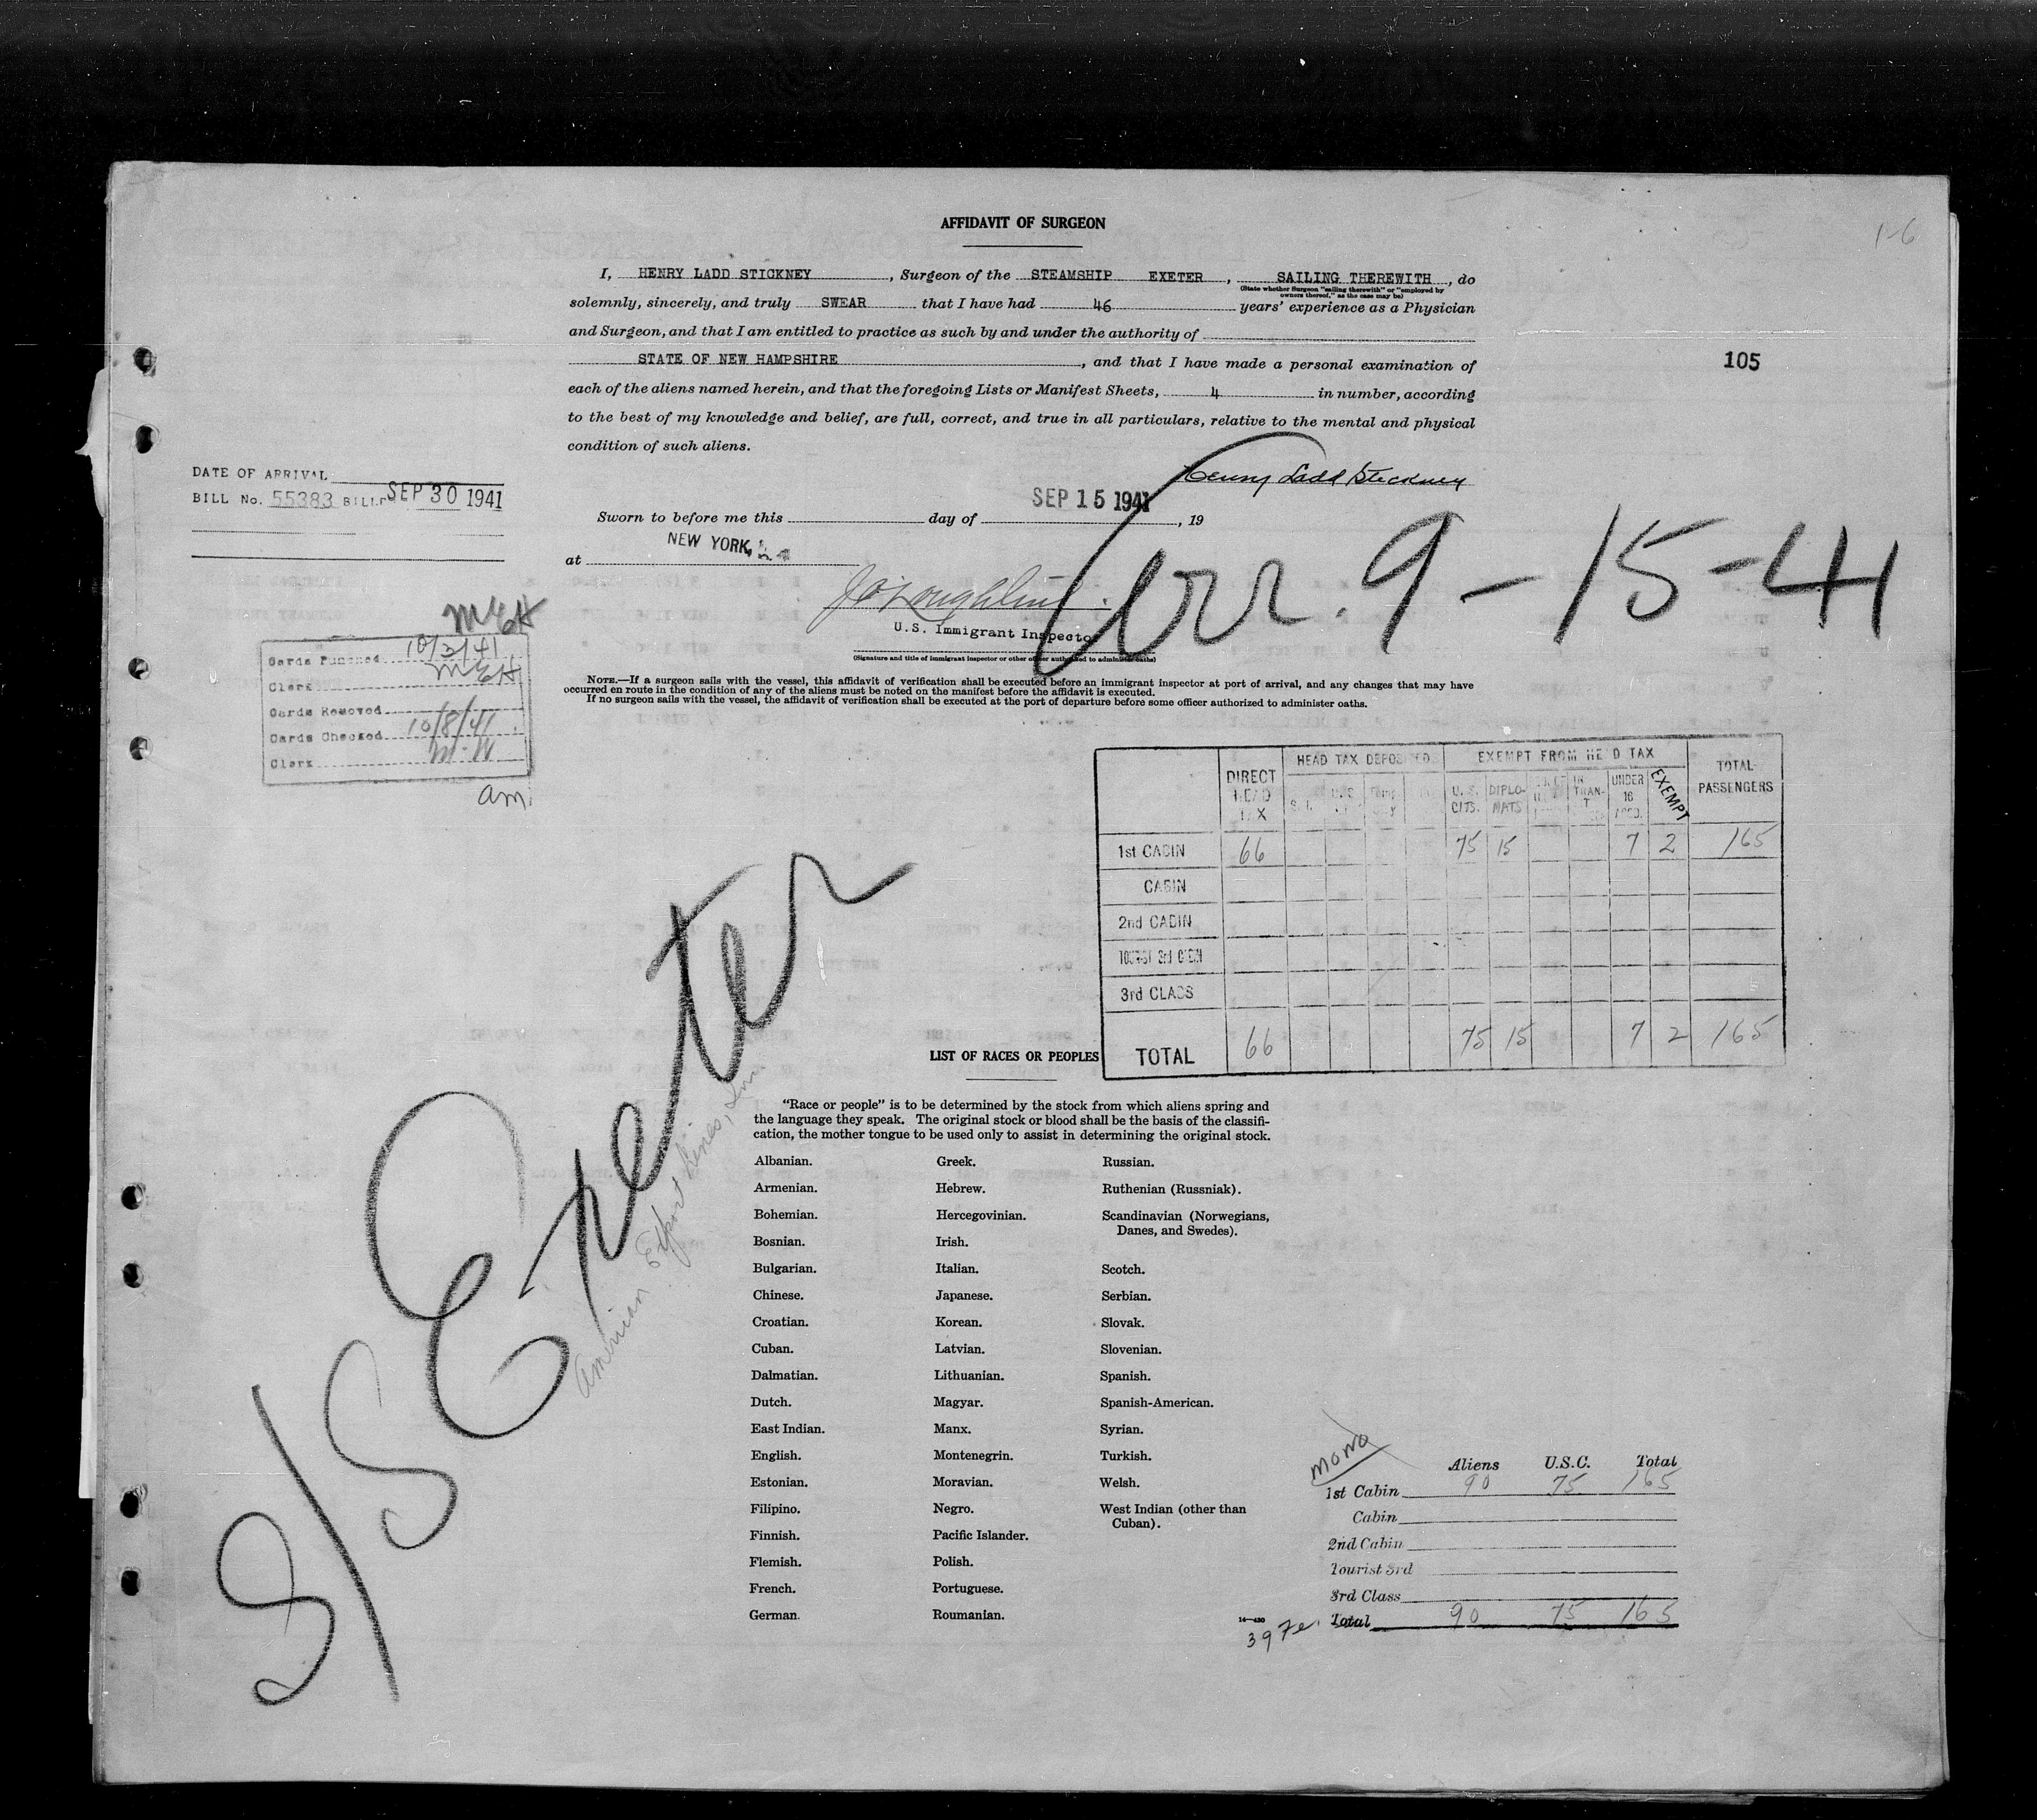 AFFIDAVIT OF SURGEON
1-6
I, HENRY LADD STICKNEY, Surgeon of the STEAMSHIP EXETER, SAILING THEREWITH, do
(State whether Surgeon "sailing therewith" or "employed by
owners thereof," as the case may be)
solemnly, sincerely, and truly SWEAR that I have had 46 years' experience as a Physician
and Surgeon, and that I am entitled to practice as such by and under the authority of
STATE OF NEW HAMPSHIRE, and that I have made a personal examination of
105
each of the aliens named herein, and that the foregoing Lists or Manifest Sheets, 4 in number, according
to the best of my knowledge and belief, are full, correct, and true in all particulars, relative to the mental and physical
condition of such aliens.
Henry Ladd Stickney
DATE OF ARRIVAL
BILL No. 55383 BILLE SEP 30 1941
Sworn to before me this day of SEP 15 1941, 19
at NEW YORK,
Arr. 9-15-41
U.S. Immigrant Inspector
(Signature and title of immigrant inspector or other officer authorized to administer oaths)
NOTE.—If a surgeon sails with the vessel, this affidavit of verification shall be executed before an immigrant inspector at port of arrival, and any changes that may have
occurred en route in the condition of any of the aliens must be noted on the manifest before the affidavit is executed.
If no surgeon sails with the vessel, the affidavit of verification shall be executed at the port of departure before some officer authorized to administer oaths.
MEH
Cards Punched 10/3/41
Clerk MEH
Cards Removed
Cards Checked 10/8/41
Clerk M-W
am.
DIRECT HEAD TAX
HEAD TAX DEPOSITED
EXEMPT FROM HEAD TAX
TOTAL PASSENGERS
U.S. CITS. DIPLO-MATS TRAN- UNDER 16 EXEMPT
1st CABIN 66 75 15 7 2 165
CABIN
2nd CABIN
TOURIST 3rd CABIN
3rd CLASS
TOTAL 66 75 15 7 2 165
S/S Exeter
American Export Lines, Inc.
LIST OF RACES OR PEOPLES
"Race or people" is to be determined by the stock from which aliens spring and
the language they speak. The original stock or blood shall be the basis of the classifi-
cation, the mother tongue to be used only to assist in determining the original stock.
Albanian.
Armenian.
Bohemian.
Bosnian.
Bulgarian.
Chinese.
Croatian.
Cuban.
Dalmatian.
Dutch.
East Indian.
English.
Estonian.
Filipino.
Finnish.
Flemish.
French.
German.
Greek.
Hebrew.
Hercegovinian.
Irish.
Italian.
Japanese.
Korean.
Latvian.
Lithuanian.
Magyar.
Manx.
Montenegrin.
Moravian.
Negro.
Pacific Islander.
Polish.
Portuguese.
Roumanian.
Russian.
Ruthenian (Russniak).
Scandinavian (Norwegians,
Danes, and Swedes).
Scotch.
Serbian.
Slovak.
Slovenian.
Spanish.
Spanish-American.
Syrian.
Turkish.
Welsh.
West Indian (other than
Cuban).
Aliens U.S.C. Total
1st Cabin 90 75 165
Cabin
2nd Cabin
Tourist 3rd
3rd Class
Total 90 75 165
14—430